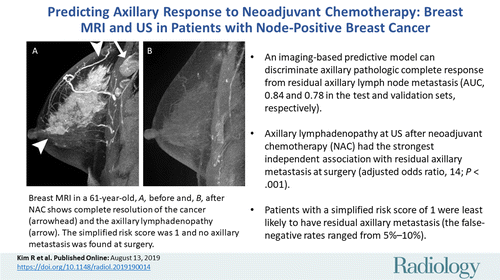 Predicting Axillary Response to Neoadjuvant Chemotherapy: Breast
MRI and US in Patients with Node-Positive Breast Cancer
A
B
Breast MRI in a 61-year-old, A, before and, B, after
NAC shows complete resolution of the cancer
(arrowhead) and the axillary lymphadenopathy
(arrow). The simplified risk score was 1 and no axillary
metastasis was found at surgery.
• An imaging-based predictive model can
discriminate axillary pathologic complete response
from residual axillary lymph node metastasis (AUC,
0.84 and 0.78 in the test and validation sets,
respectively).
• Axillary lymphadenopathy at US after neoadjuvant
chemotherapy (NAC) had the strongest
independent association with residual axillary
metastasis at surgery (adjusted odds ratio, 14; P <
.001).
• Patients with a simplified risk score of 1 were least
likely to have residual axillary metastasis (the false-
negative rates ranged from 5%–10%).
Kim R et al. Published Online: August 13, 2019
https://doi.org/10.1148/radiol.2019190014
Radiology